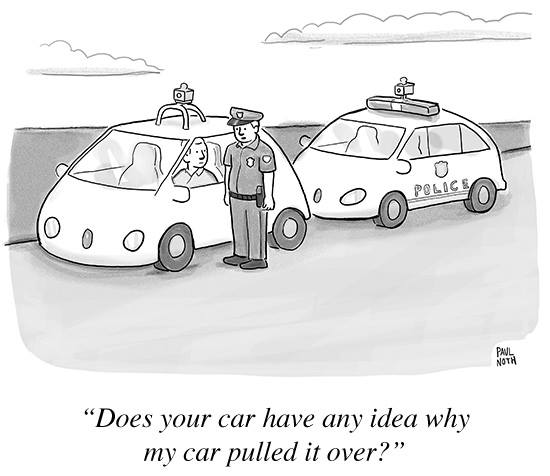 POLICE
PAUL
NOTH
“Does your car have any idea why
my car pulled it over?”